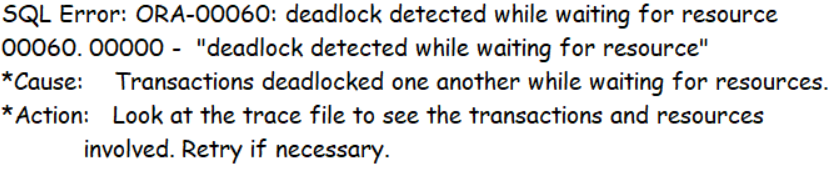 SQL Error: ORA-00060: deadlock detected while waiting for resource
00060. 00000 - "deadlock detected while waiting for resource"
*Cause: Transactions deadlocked one another while waiting for resources.
*Action: Look at the trace file to see the transactions and resources
involved. Retry if necessary.